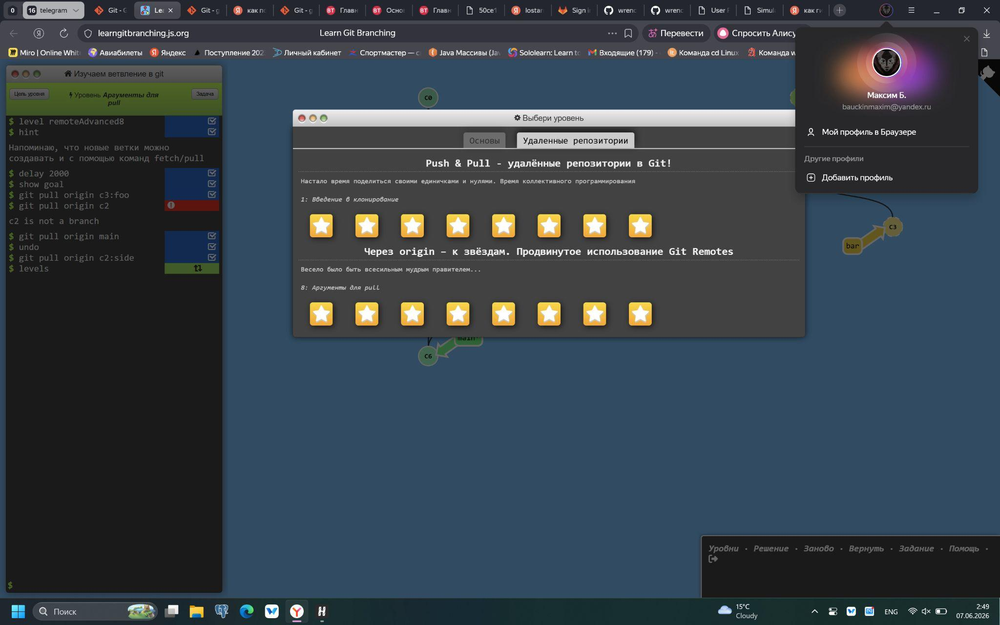 0
16 telegram
Git - G
Lea
Git - g
как по
Git - g
Главн
Основ
Главн
50ce1
lostar
Sign in
wrenc
wrenc
User F
Simul
как ги
learngitbranching.js.org
Learn Git Branching
Перевести
Спросить Алису
Miro | Online Whit
Авиабилеты
Яндекс
Поступление 202
Личный кабинет
Спортмастер — с
Java Массивы (Jav
Sololearn: Learn to
Входящие (179) -
Команда cd Linux
Команда w
Изучаем ветвление в git
Цель уровня
Уровень Аргументы для
pull
Задача
$ level remoteAdvanced8
$ hint
Напоминаю, что новые ветки можно
создавать и с помощью команд fetch/pull
$ delay 2000
$ show goal
$ git pull origin c3:foo
$ git pull origin c2
c2 is not a branch
$ git pull origin main
$ undo
$ git pull origin c2:side
$ levels
$
C0
Выбери уровень
Основы
Удаленные репозитории
Push & Pull - удалённые репозитории в Git!
Настало время поделиться своими единичками и нулями. Время коллективного программирования
1: Введение в клонирование
Через origin – к звёздам. Продвинутое использование Git Remotes
Весело было быть всесильным мудрым правителем...
8: Аргументы для pull
main*
C6
Максим Б.
bauckinmaxim@yandex.ru
Мой профиль в Браузере
Другие профили
Добавить профиль
C3
bar
Уровни · Решение · Заново · Вернуть · Задание · Помощь ·
Поиск
15°C
Cloudy
ENG
2:49
07.06.2026